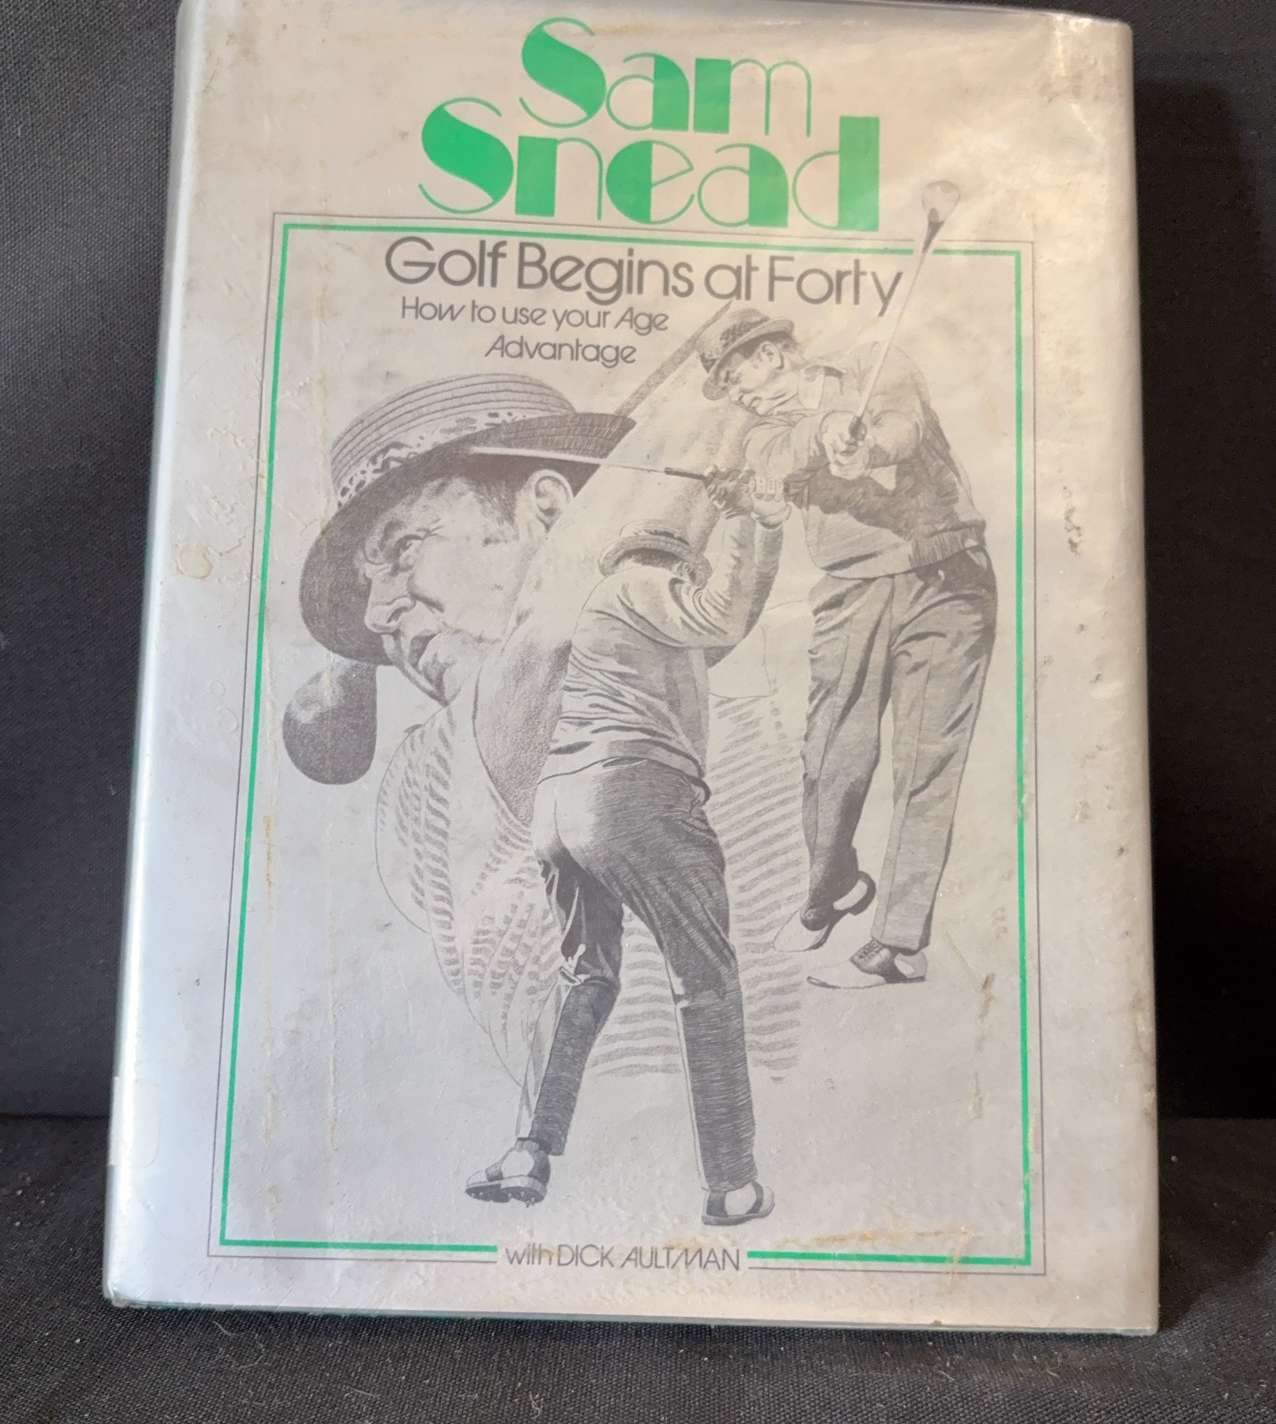 Sam
Snead
Golf Begins at Forty
How to use your Age
Advantage
with DICK AULTMAN